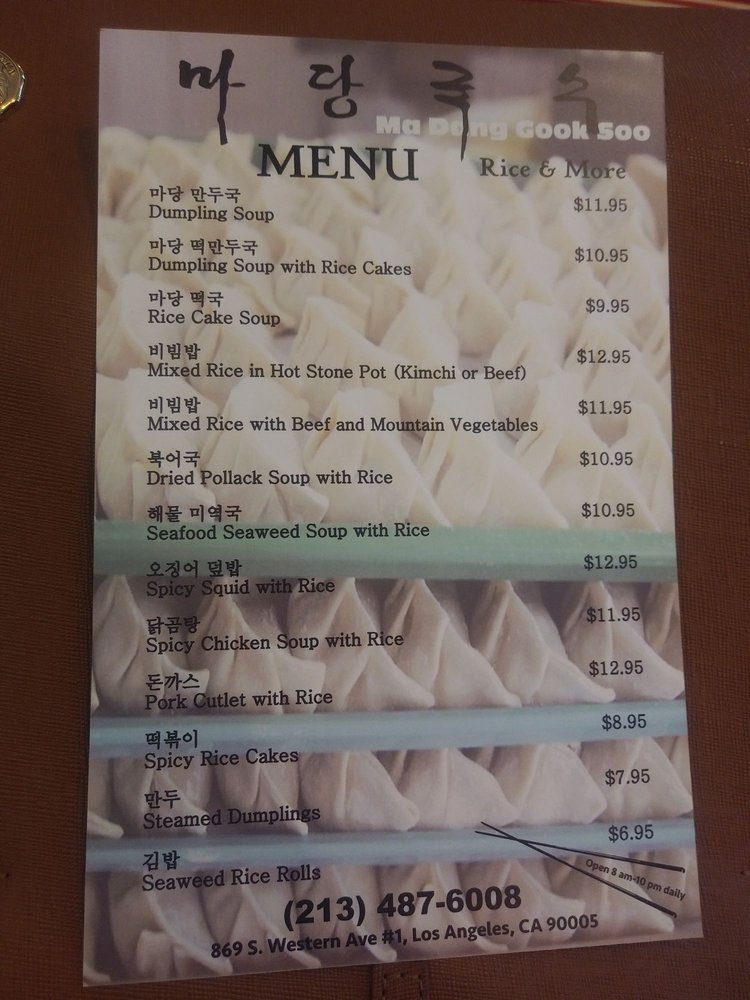 마당국수
Ma Dang Gook Soo
MENU
Rice & More
마당 만두국
Dumpling Soup
$11.95
마당 떡만두국
Dumpling Soup with Rice Cakes
$10.95
마당 떡국
Rice Cake Soup
$9.95
비빔밥
Mixed Rice in Hot Stone Pot (Kimchi or Beef)
$12.95
비빔밥
Mixed Rice with Beef and Mountain Vegetables
$11.95
북어국
Dried Pollack Soup with Rice
$10.95
해물 미역국
Seafood Seaweed Soup with Rice
$10.95
오징어 덮밥
Spicy Squid with Rice
$12.95
닭곰탕
Spicy Chicken Soup with Rice
$11.95
돈까스
Pork Cutlet with Rice
$12.95
떡볶이
Spicy Rice Cakes
$8.95
만두
Steamed Dumplings
$7.95
김밥
Seaweed Rice Rolls
$6.95
Open 8 am-10 pm daily
(213) 487-6008
869 S. Western Ave #1, Los Angeles, CA 90005